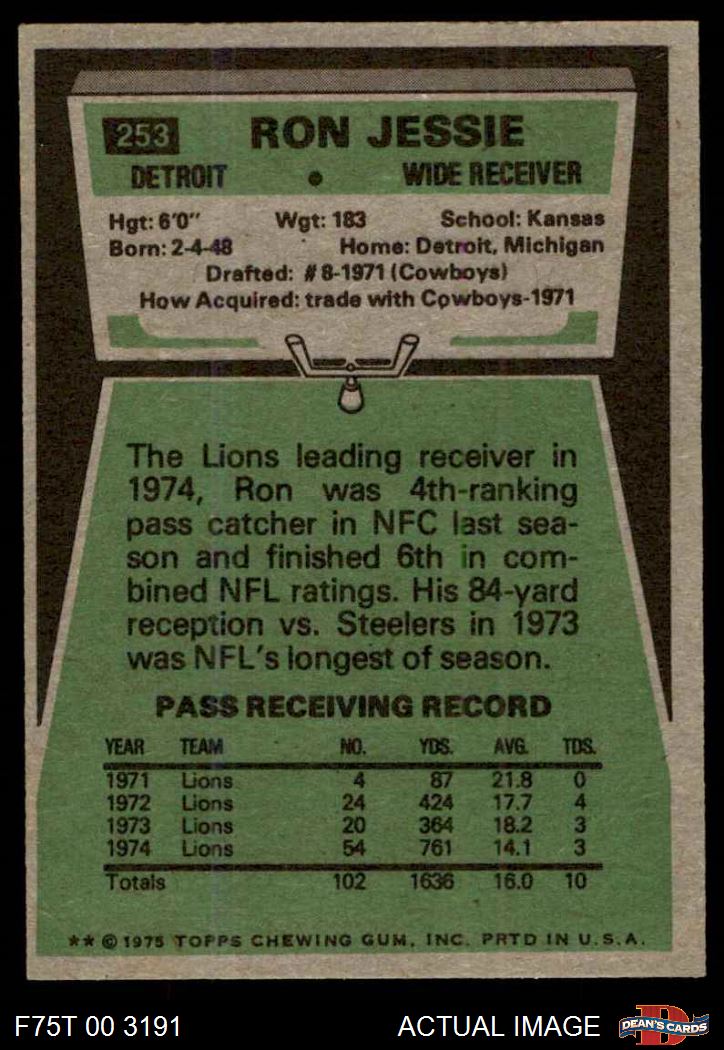 253 RON JESSIE
DETROIT • WIDE RECEIVER
Hgt: 6'0" Wgt: 183 School: Kansas
Born: 2-4-48 Home: Detroit, Michigan
Drafted: #8-1971 (Cowboys)
How Acquired: trade with Cowboys-1971
The Lions leading receiver in
1974, Ron was 4th-ranking
pass catcher in NFC last sea-
son and finished 6th in com-
bined NFL ratings. His 84-yard
reception vs. Steelers in 1973
was NFL's longest of season.
PASS RECEIVING RECORD
YEAR TEAM NO. YDS. AVG. TDS.
1971 Lions 4 87 21.8 0
1972 Lions 24 424 17.7 4
1973 Lions 20 364 18.2 3
1974 Lions 54 761 14.1 3
Totals 102 1636 16.0 10
** © 1975 TOPPS CHEWING GUM, INC. PRTD IN U.S.A.
F75T 00 3191 ACTUAL IMAGE D DEAN'S CARDS